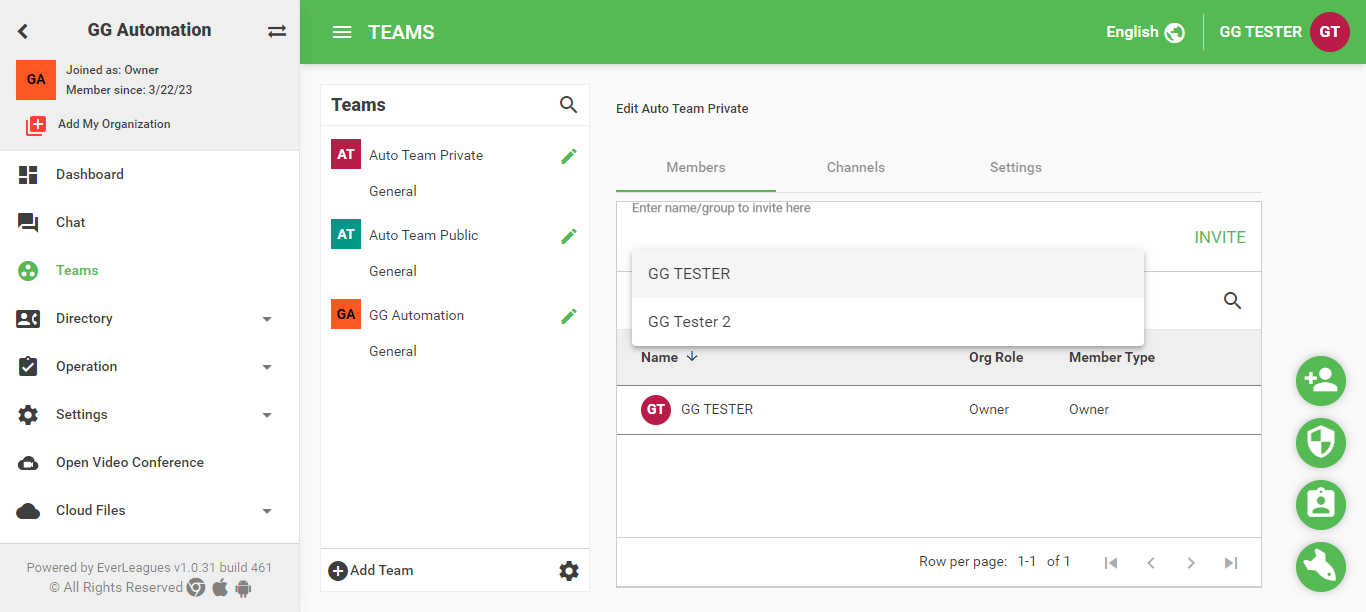 GG Automation
GA
Joined as: Owner
Member since: 3/22/23
Add My Organization
Dashboard
Chat
Teams
Directory
Operation
Settings
Open Video Conference
Cloud Files
Powered by EverLeagues v1.0.31 build 461
© All Rights Reserved
TEAMS
English
GG TESTER
GT
Teams
AT Auto Team Private
General
AT Auto Team Public
General
GA GG Automation
General
Add Team
Edit Auto Team Private
Members Channels Settings
Enter name/group to invite here
INVITE
GG TESTER
GG Tester 2
Name Org Role Member Type
GT GG TESTER Owner Owner
Row per page: 1-1 of 1